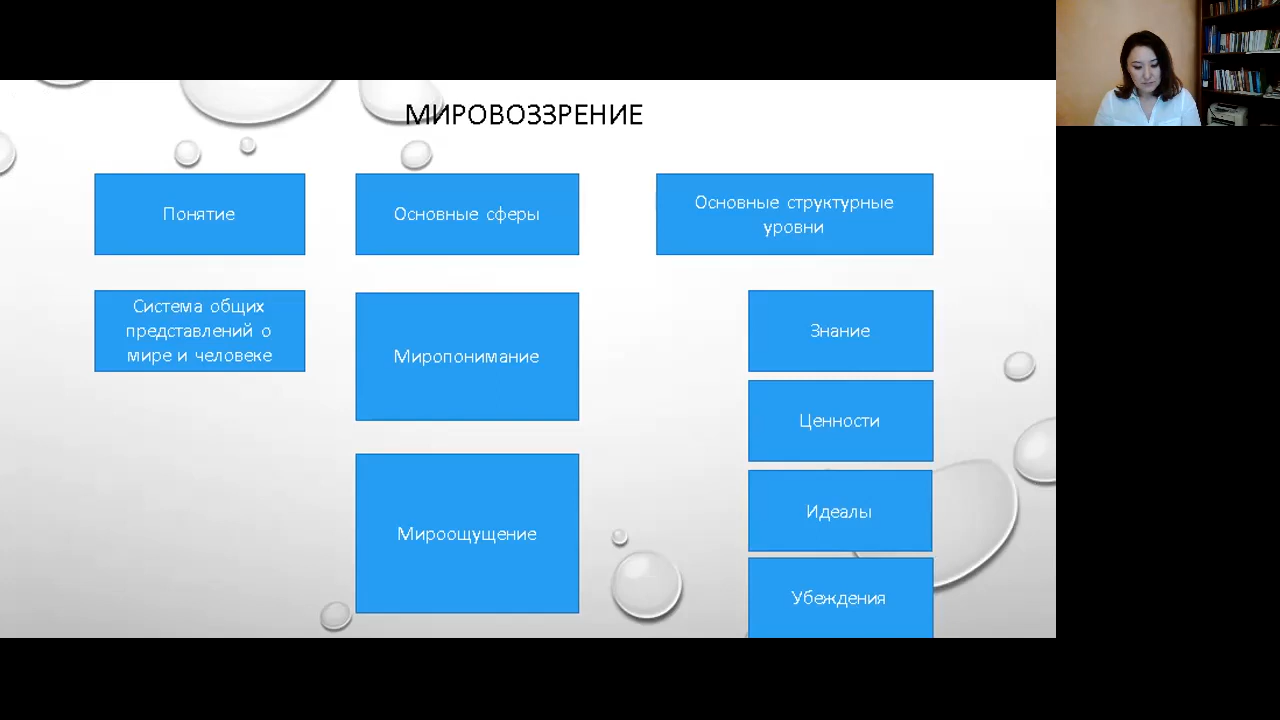 МИРОВОЗЗРЕНИЕ
Понятие
Основные сферы
Основные структурные
уровни
Система общих
представлений о
мире и человеке
Миропонимание
Мироощущение
Знание
Ценности
Идеалы
Убеждения